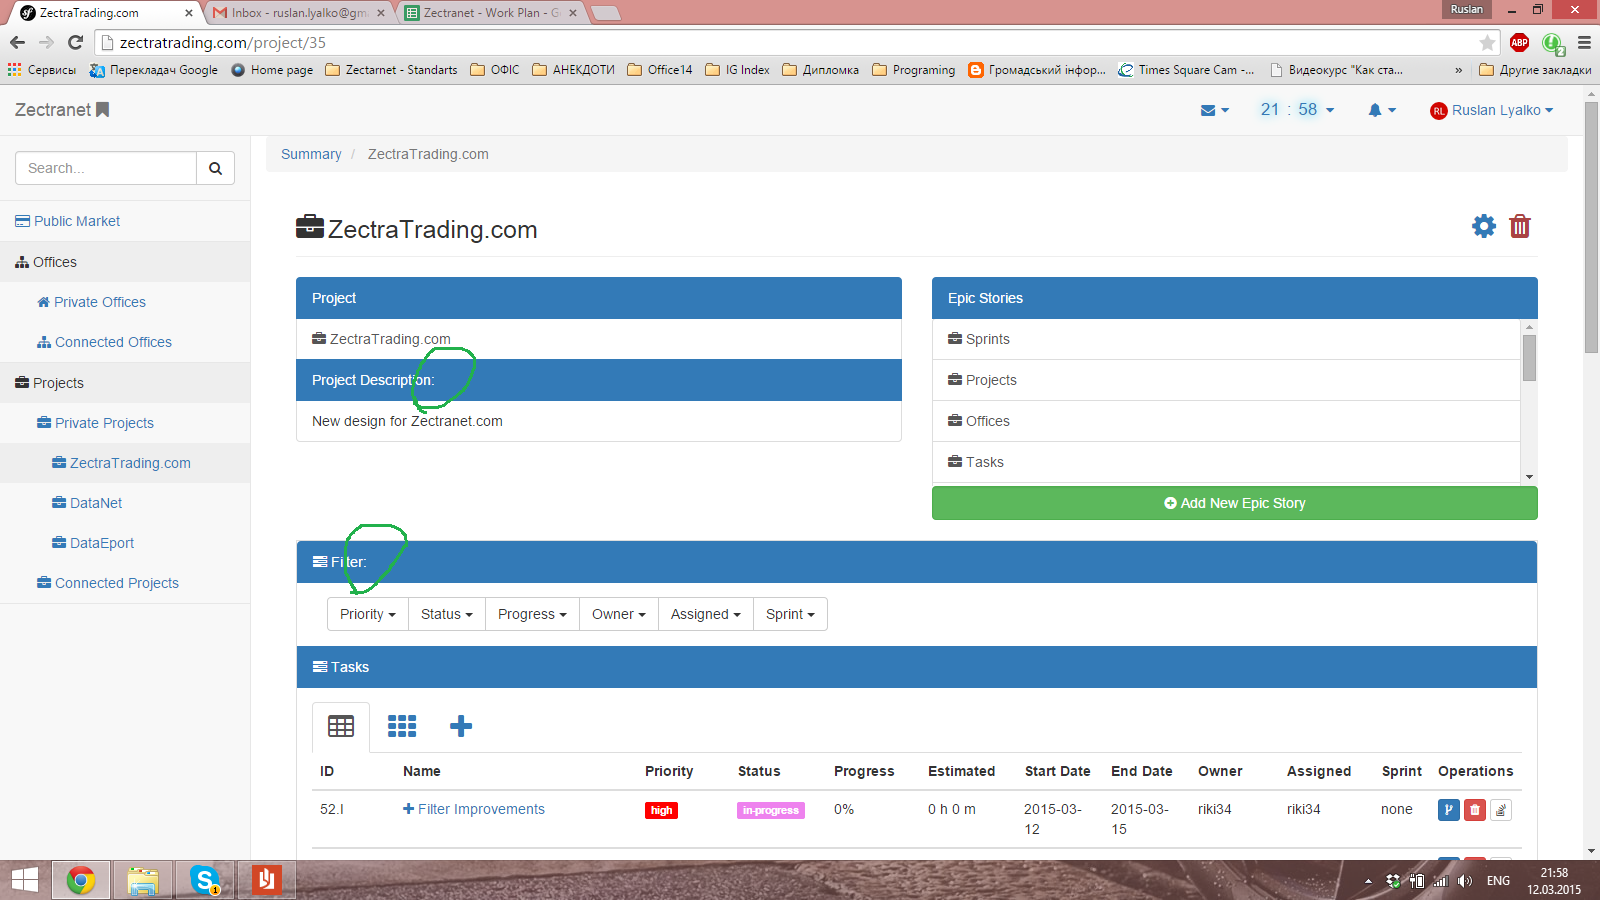 Ruslan
ZectraTrading.com
Inbox - ruslan.lyalko@gm
Zectranet - Work Plan - G
zectratrading.com/project/35
ABP
2
Сервисы Перекладач Google Home page Zectarnet - Standarts ОФІС АНЕКДОТИ Office14 IG Index Дипломка Programing Громадський інфор... Times Square Cam -... Видеокурс "Как ста... » Другие закладки
Zectranet
21 : 58
RL Ruslan Lyalko
Search...
Summary / ZectraTrading.com
Public Market
Offices
Private Offices
Connected Offices
Projects
Private Projects
ZectraTrading.com
DataNet
DataEport
Connected Projects
ZectraTrading.com
Project
ZectraTrading.com
Project Description:
New design for Zectranet.com
Epic Stories
Sprints
Projects
Offices
Tasks
Add New Epic Story
Filter:
Priority Status Progress Owner Assigned Sprint
Tasks
ID Name Priority Status Progress Estimated Start Date End Date Owner Assigned Sprint Operations
52.I Filter Improvements high in-progress 0% 0 h 0 m 2015-03-12 2015-03-15 riki34 riki34 none
1
ENG
21:58
12.03.2015